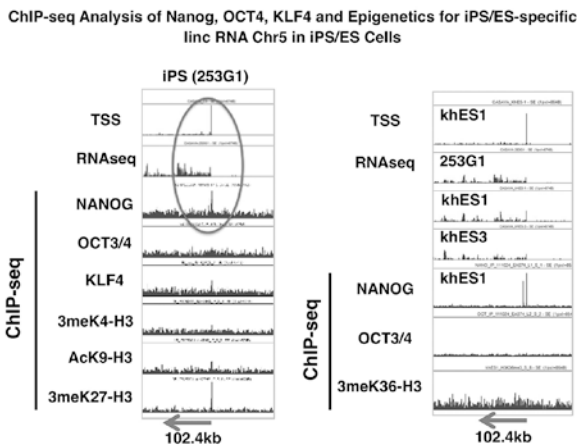 ChIP-seq Analysis of Nanog, OCT4, KLF4 and Epigenetics for iPS/ES-specific
linc RNA Chr5 in iPS/ES Cells
iPS (253G1)
TSS
RNAseq
NANOG
OCT3/4
KLF4
3meK4-H3
AcK9-H3
3meK27-H3
ChIP-seq
102.4kb
TSS
khES1
RNAseq
253G1
khES1
khES3
NANOG
khES1
OCT3/4
3meK36-H3
ChIP-seq
102.4kb